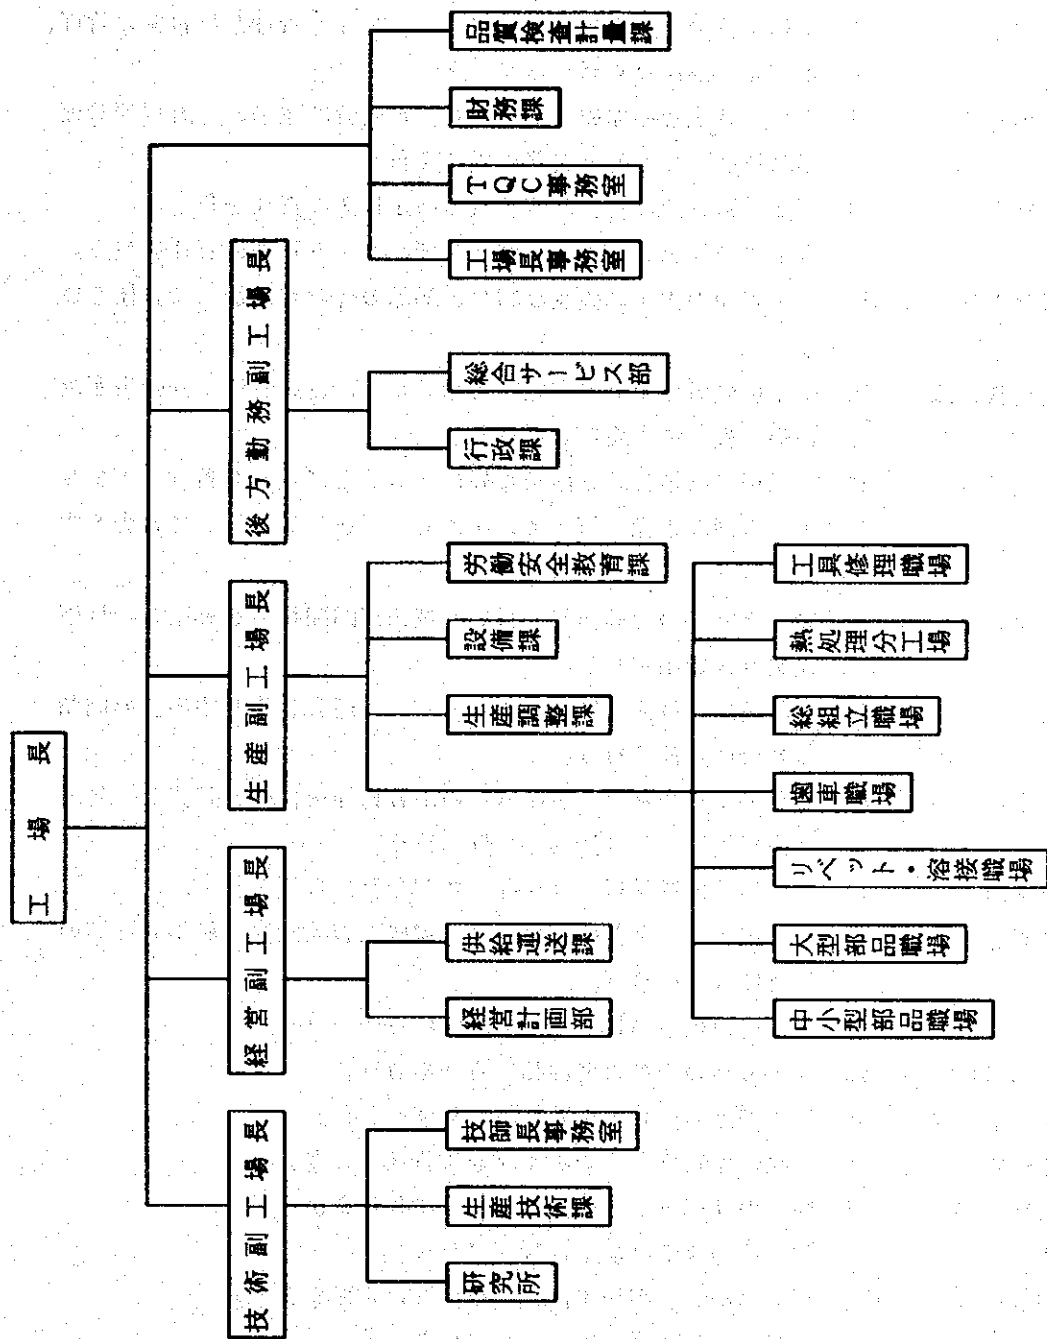 工場長
技術副工場長
経営副工場長
生産副工場長
後方勤務副工場長
研究所
生産技術課
技師長事務室
経営計画部
供給運送課
生産調整課
設備課
労働安全教育課
行政課
総合サービス部
工場長事務室
TQC事務室
財務課
品質検査計量課
中小型部品職場
大型部品職場
リベット・溶接職場
歯車職場
総組立職場
熱処理分工場
工具修理職場